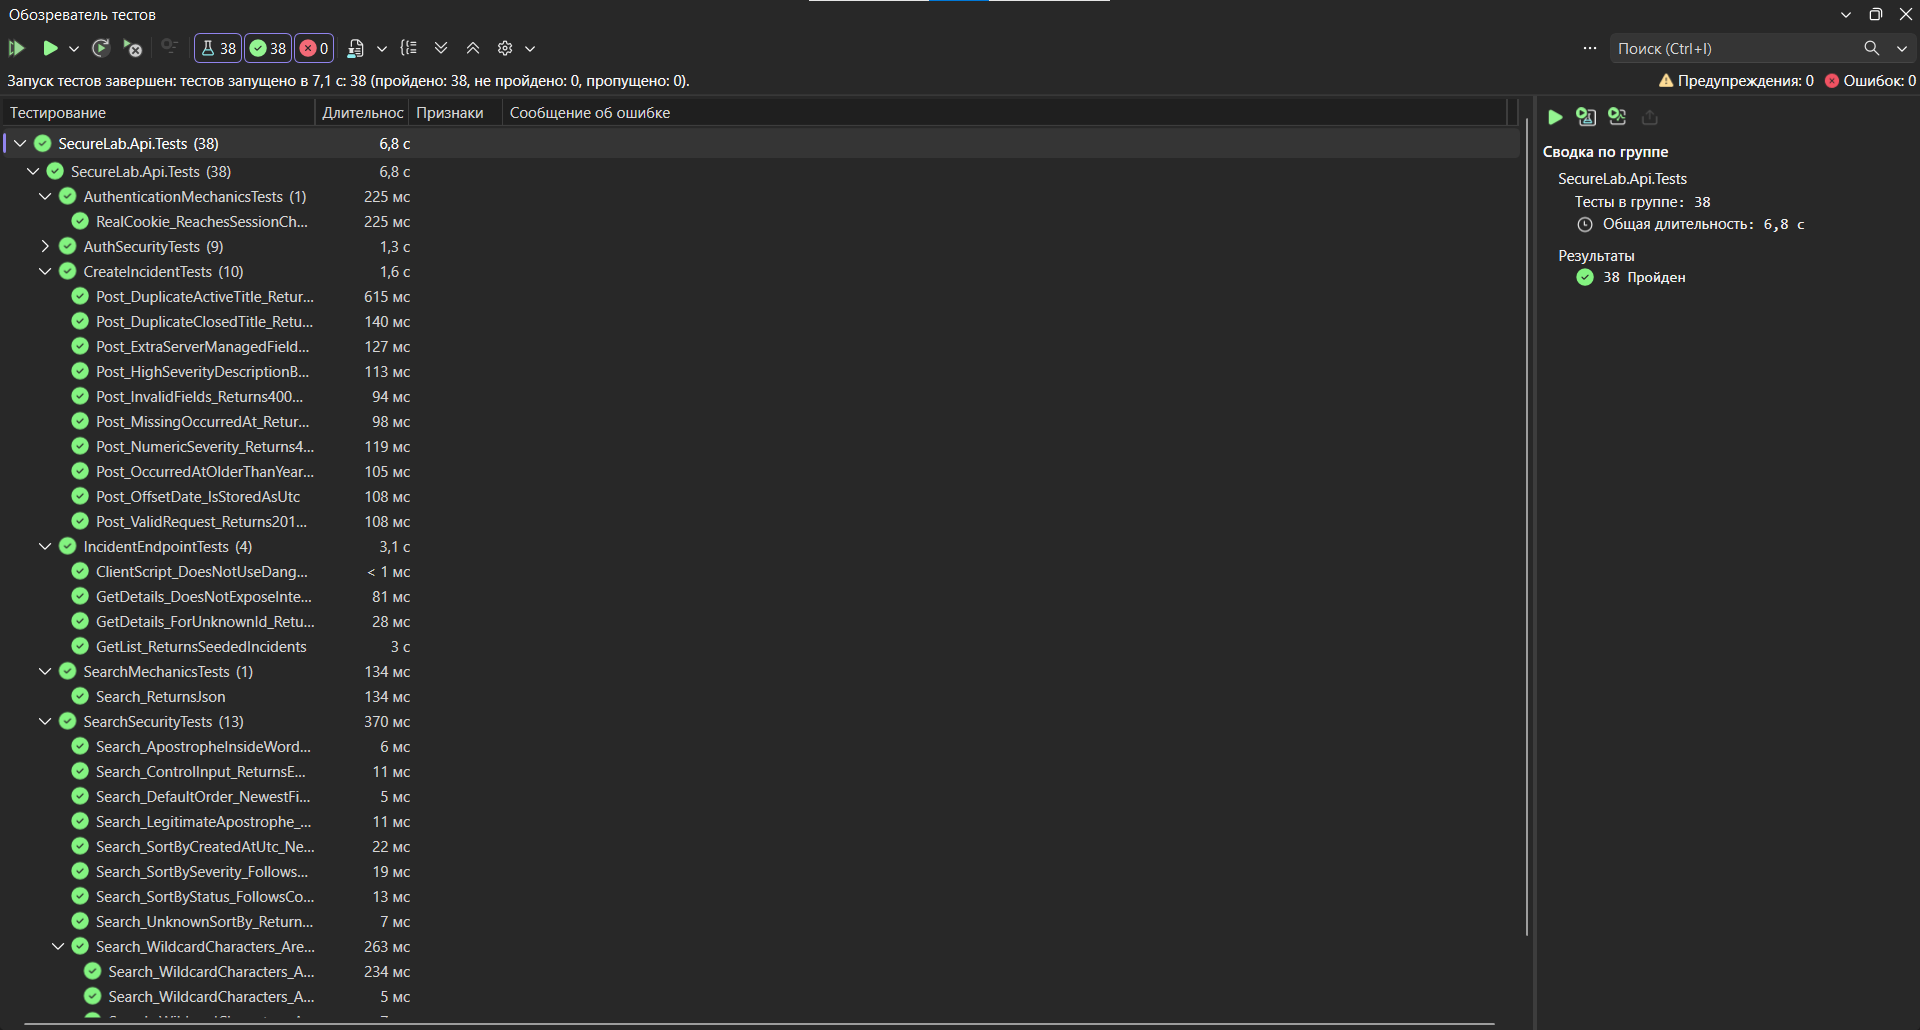 Обозреватель тестов
38 38 0 Поиск (Ctrl+I)
Запуск тестов завершен: тестов запущено в 7,1 с: 38 (пройдено: 38, не пройдено: 0, пропущено: 0). Предупреждения: 0 Ошибок: 0
Тестирование Длительнос Признаки Сообщение об ошибке
SecureLab.Api.Tests (38) 6,8 с
SecureLab.Api.Tests (38) 6,8 с
AuthenticationMechanicsTests (1) 225 мс
RealCookie_ReachesSessionCh... 225 мс
AuthSecurityTests (9) 1,3 с
CreateIncidentTests (10) 1,6 с
Post_DuplicateActiveTitle_Retur... 615 мс
Post_DuplicateClosedTitle_Retu... 140 мс
Post_ExtraServerManagedField... 127 мс
Post_HighSeverityDescriptionB... 113 мс
Post_InvalidFields_Returns400... 94 мс
Post_MissingOccurredAt_Retur... 98 мс
Post_NumericSeverity_Returns4... 119 мс
Post_OccurredAtOlderThanYear... 105 мс
Post_OffsetDate_IsStoredAsUtc 108 мс
Post_ValidRequest_Returns201... 108 мс
IncidentEndpointTests (4) 3,1 с
ClientScript_DoesNotUseDang... < 1 мс
GetDetails_DoesNotExposeInte... 81 мс
GetDetails_ForUnknownId_Retu... 28 мс
GetList_ReturnsSeededIncidents 3 с
SearchMechanicsTests (1) 134 мс
Search_ReturnsJson 134 мс
SearchSecurityTests (13) 370 мс
Search_ApostropheInsideWord... 6 мс
Search_ControlInput_ReturnsE... 11 мс
Search_DefaultOrder_NewestFi... 5 мс
Search_LegitimateApostrophe_... 11 мс
Search_SortByCreatedAtUtc_Ne... 22 мс
Search_SortBySeverity_Follows... 19 мс
Search_SortByStatus_FollowsCo... 13 мс
Search_UnknownSortBy_Return... 7 мс
Search_WildcardCharacters_Are... 263 мс
Search_WildcardCharacters_A... 234 мс
Search_WildcardCharacters_A... 5 мс
Сводка по группе
SecureLab.Api.Tests
Тесты в группе: 38
Общая длительность: 6,8 с
Результаты
38 Пройден